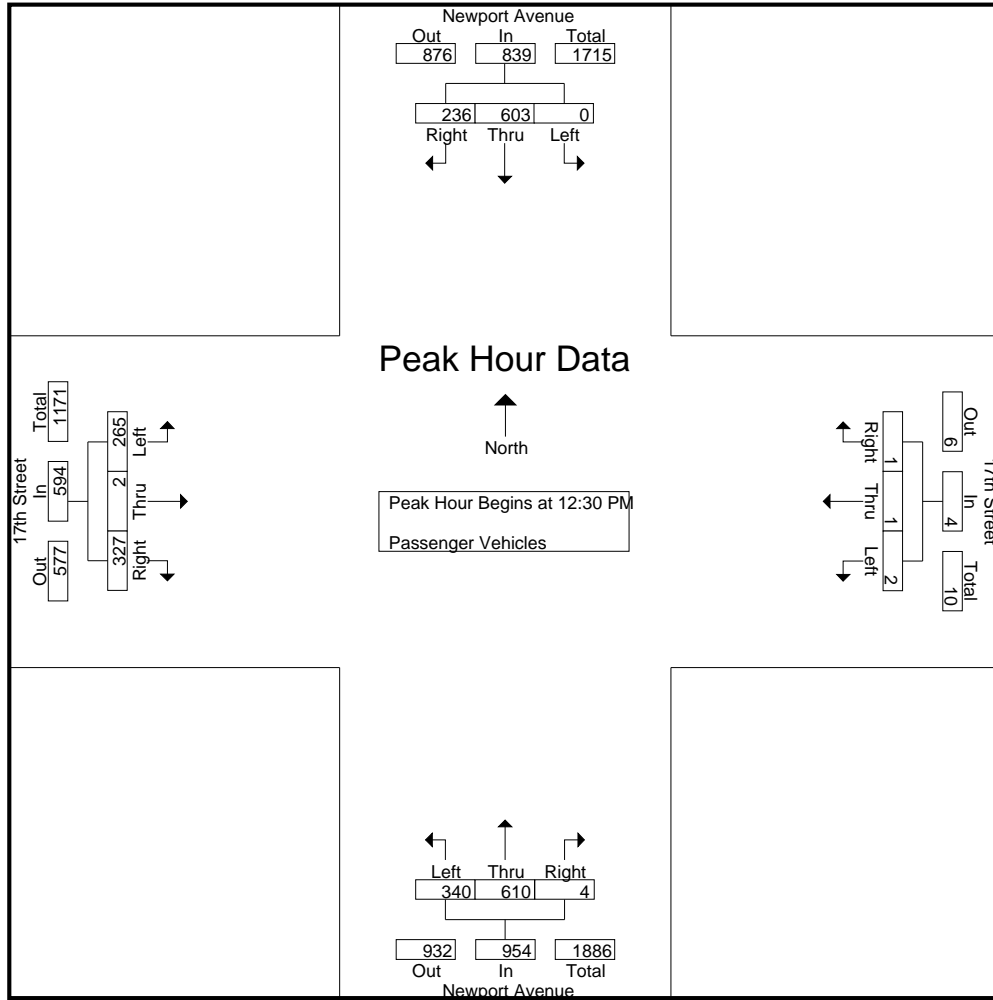 Newport Avenue
Out In Total
876 839 1715
236 603 0
Right Thru Left
Peak Hour Data
North
Peak Hour Begins at 12:30 PM
Passenger Vehicles
17th Street
Out In Total
577 594 1171
265 2 327
Left Thru Right
17th Street
Out In Total
6 4 10
1 1 2
Right Thru Left
Left Thru Right
340 610 4
932 954 1886
Out In Total
Newport Avenue